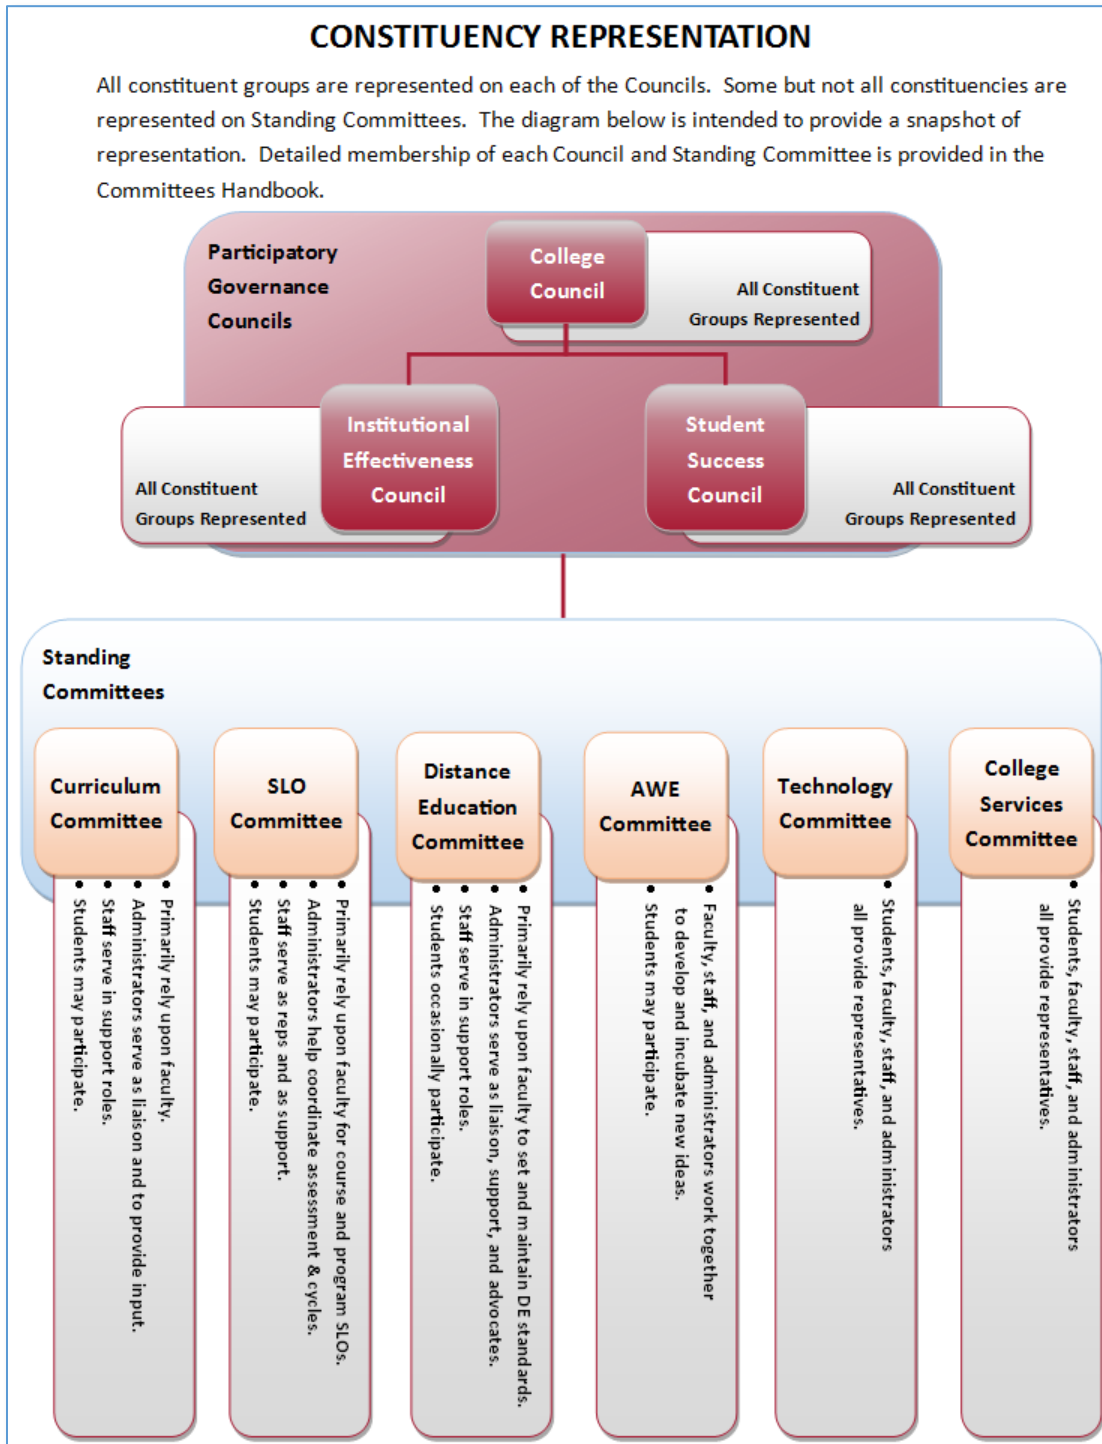 CONSTITUENCY REPRESENTATION
All constituent groups are represented on each of the Councils.  Some but not all constituencies are
represented on Standing Committees.  The diagram below is intended to provide a snapshot of
representation.  Detailed membership of each Council and Standing Committee is provided in the
Committees Handbook.
Participatory
Governance
Councils
College
Council
All Constituent
Groups Represented
Institutional
Effectiveness
Council
All Constituent
Groups Represented
Student
Success
Council
All Constituent
Groups Represented
Standing
Committees
Curriculum
Committee
• Primarily rely upon faculty.
• Administrators serve as liaison and to provide input.
• Staff serve in support roles.
• Students may participate.
SLO
Committee
• Primarily rely upon faculty for course and program SLOs.
• Administrators help coordinate assessment & cycles.
• Staff serve as reps and as support.
• Students may participate.
Distance
Education
Committee
• Primarily rely upon faculty to set and maintain DE standards.
• Administrators serve as liaison, support, and advocates.
• Staff serve in support roles.
• Students occasionally participate.
AWE
Committee
• Faculty, staff, and administrators work together
to develop and incubate new ideas.
• Students may participate.
Technology
Committee
• Students, faculty, staff, and administrators
all provide representatives.
College
Services
Committee
• Students, faculty, staff, and administrators
all provide representatives.